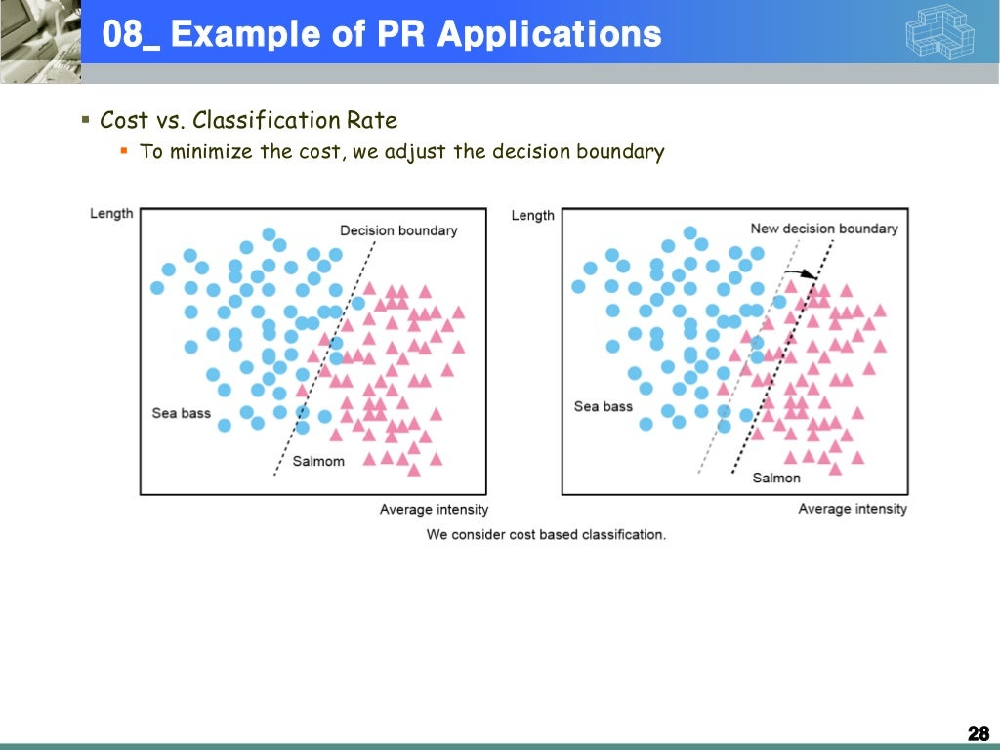 08_ Example of PR Applications
Cost vs. Classification Rate
To minimize the cost, we adjust the decision boundary
Length
Decision boundary
Sea bass
Salmom
Average intensity
Length
New decision boundary
Sea bass
Salmon
Average intensity
We consider cost based classification.
28